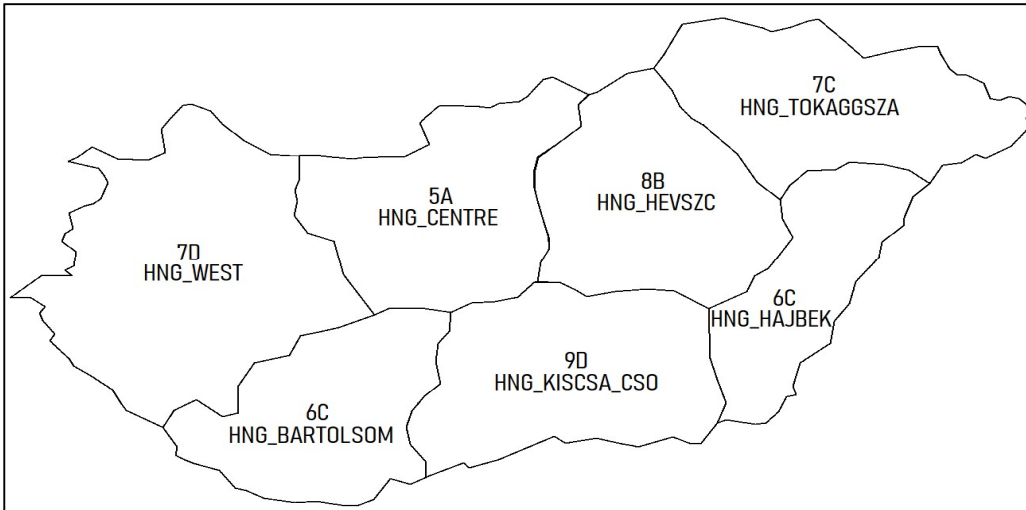 7C
HNG_TOKAGGSZA
8B
HNG_HEVSZC
5A
HNG_CENTRE
7D
HNG_WEST
6C
HNG_HAJBEK
9D
HNG_KISCSA_CSO
6C
HNG_BARTOLSOM